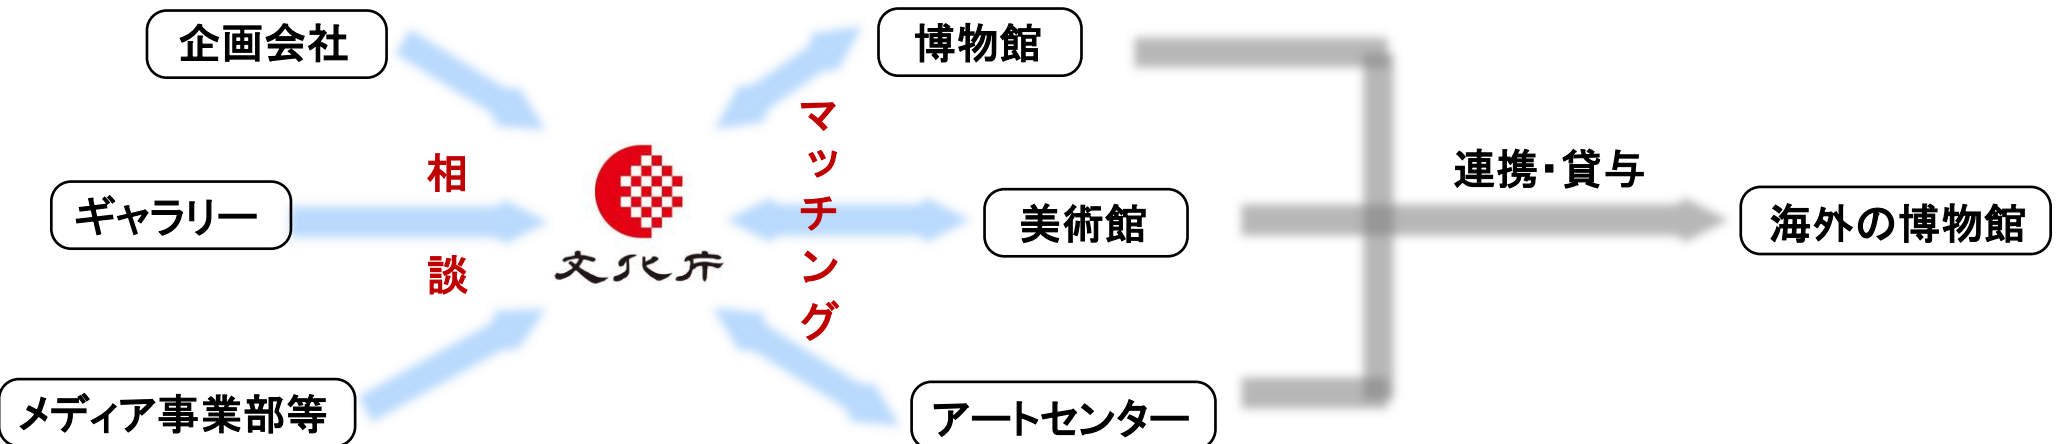 企画会社
ギャラリー
メディア事業部等
相談
文化庁
マッチング
博物館
美術館
アートセンター
連携・貸与
海外の博物館